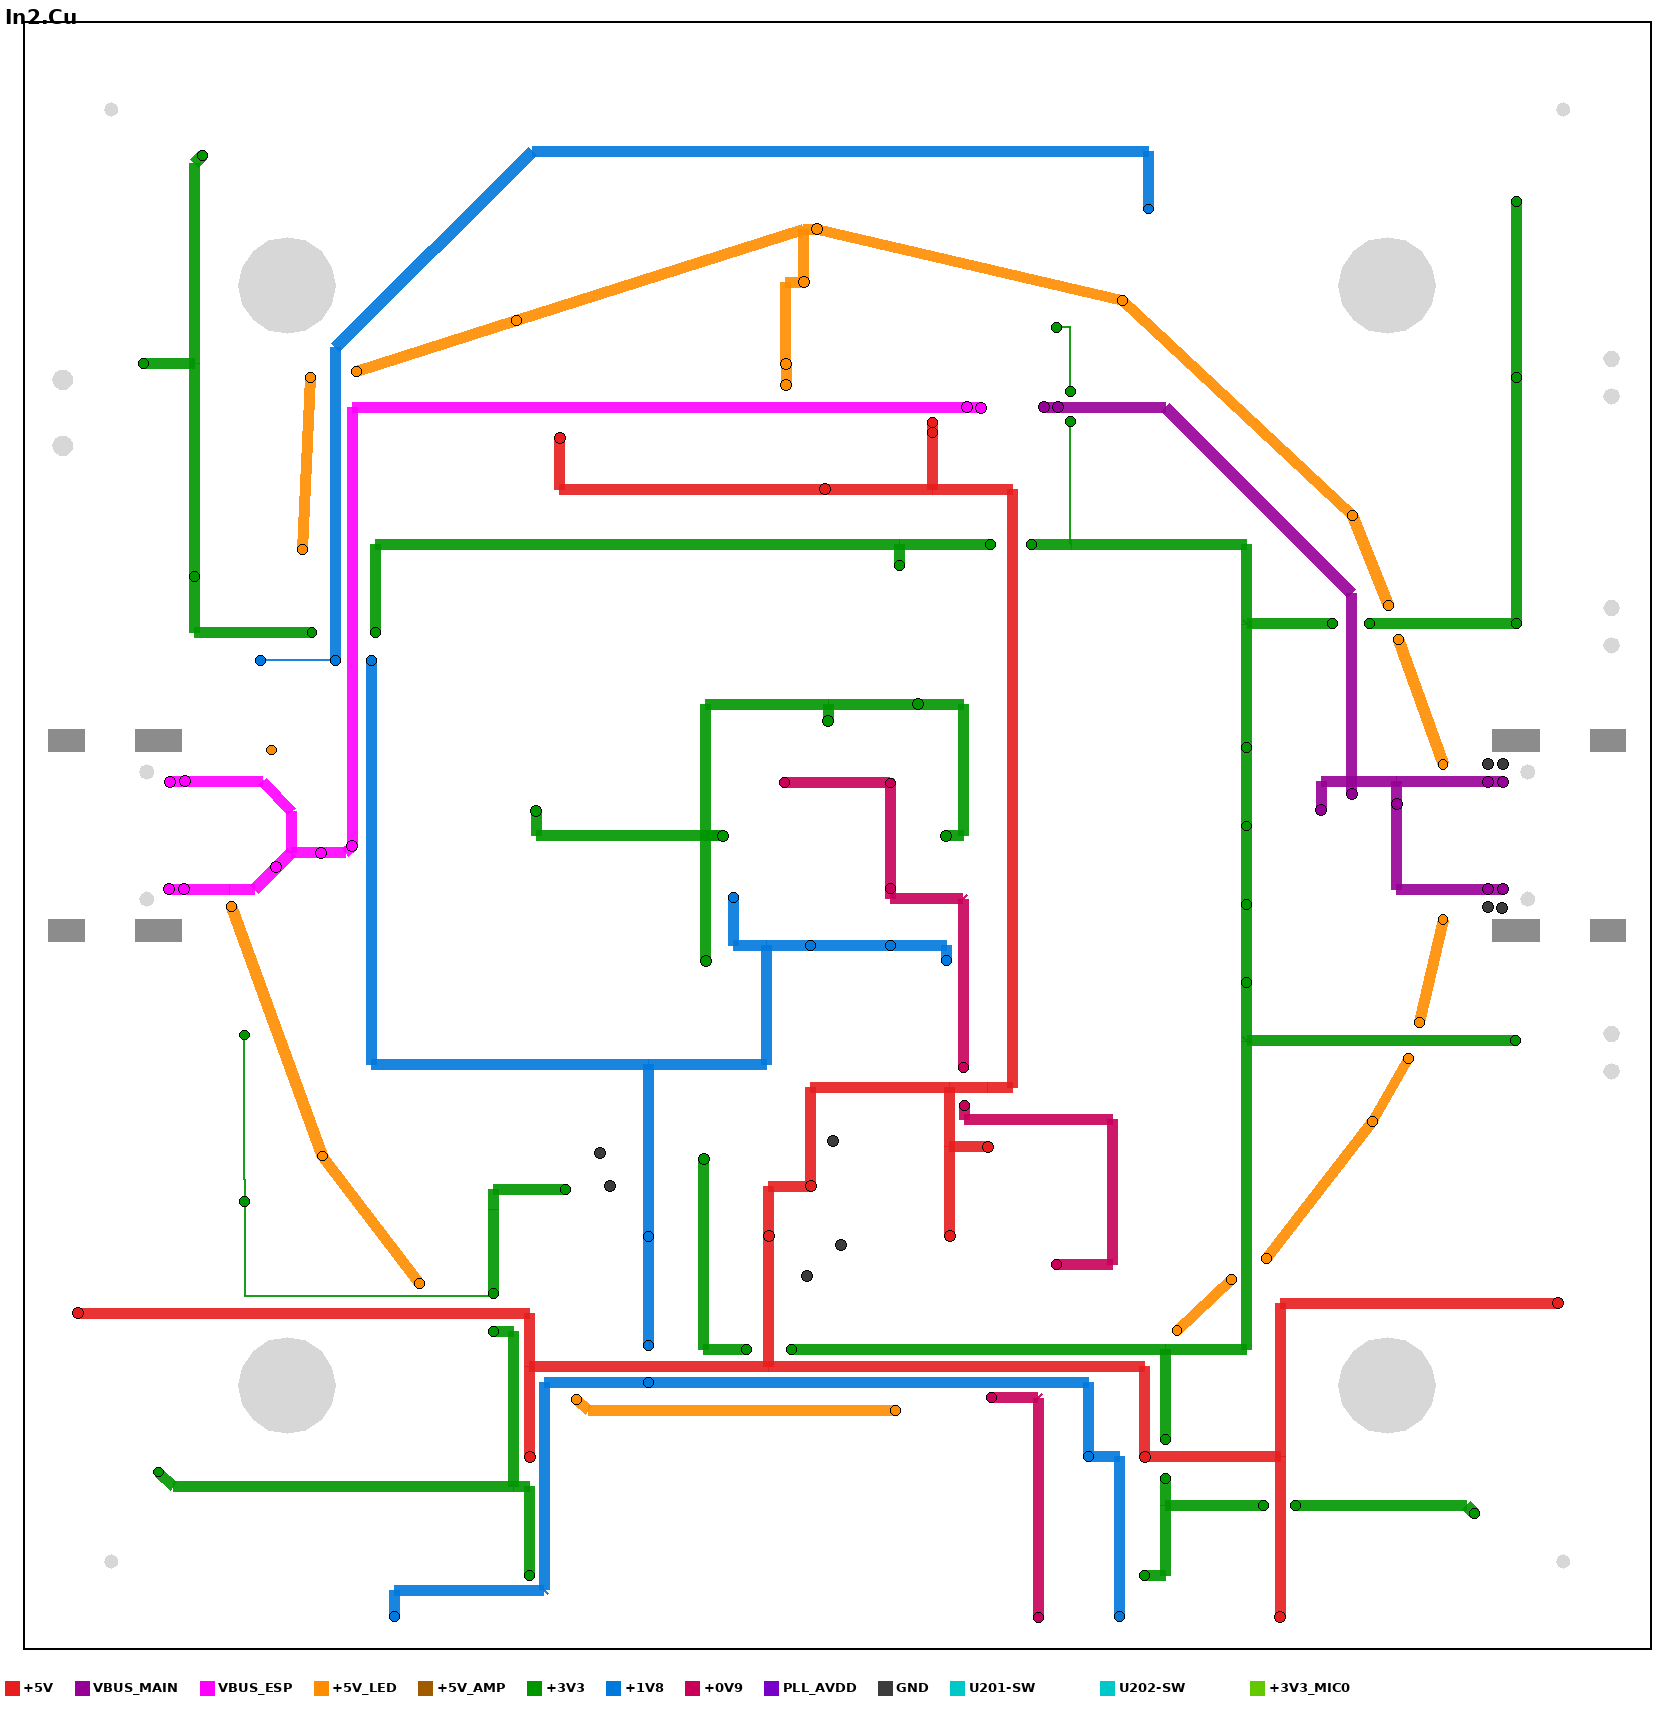 In2.Cu
+5V VBUS_MAIN VBUS_ESP +5V_LED +5V_AMP +3V3 +1V8 +0V9 PLL_AVDD GND U201-SW U202-SW +3V3_MIC0